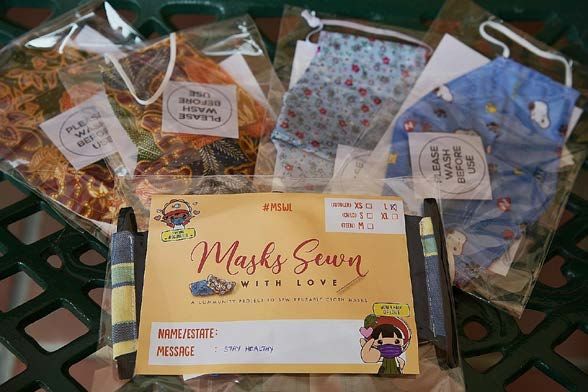 PLEASE
WASH
BEFORE
USE
PLEASE
WASH
BEFORE
USE
PLEASE
WASH
BEFORE
USE
#MSWL
XS
L
S
XL
M
Masks Sewn
WITH LOVE
A COMMUNITY PROJECT TO SEW REUSABLE CLOTH MASKS
NAME/ESTATE:
MESSAGE : STAY HEALTHY